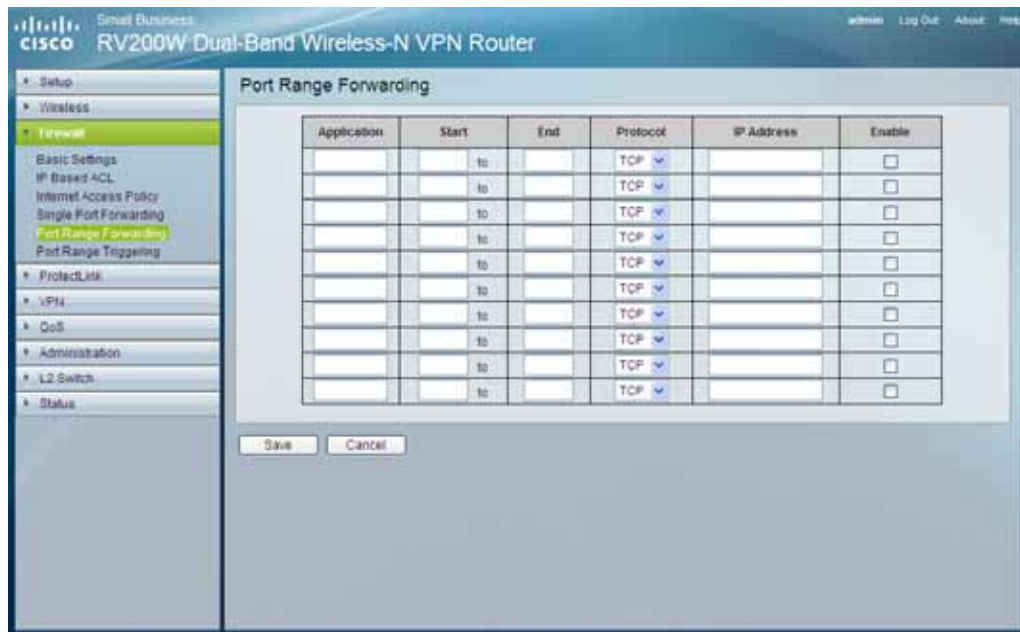 Small Business
CISCO RV200W Dual-Band Wireless-N VPN Router
admin Log Out About Help
Setup
Wireless
Firewall
Basic Settings
IP Based ACL
Internet Access Policy
Single Port Forwarding
Port Range Forwarding
Port Range Triggering
ProtectLink
VPN
QoS
Administration
L2 Switch
Status
Port Range Forwarding
Application Start End Protocol IP Address Enable
to TCP
to TCP
to TCP
to TCP
to TCP
to TCP
to TCP
to TCP
to TCP
to TCP
Save Cancel